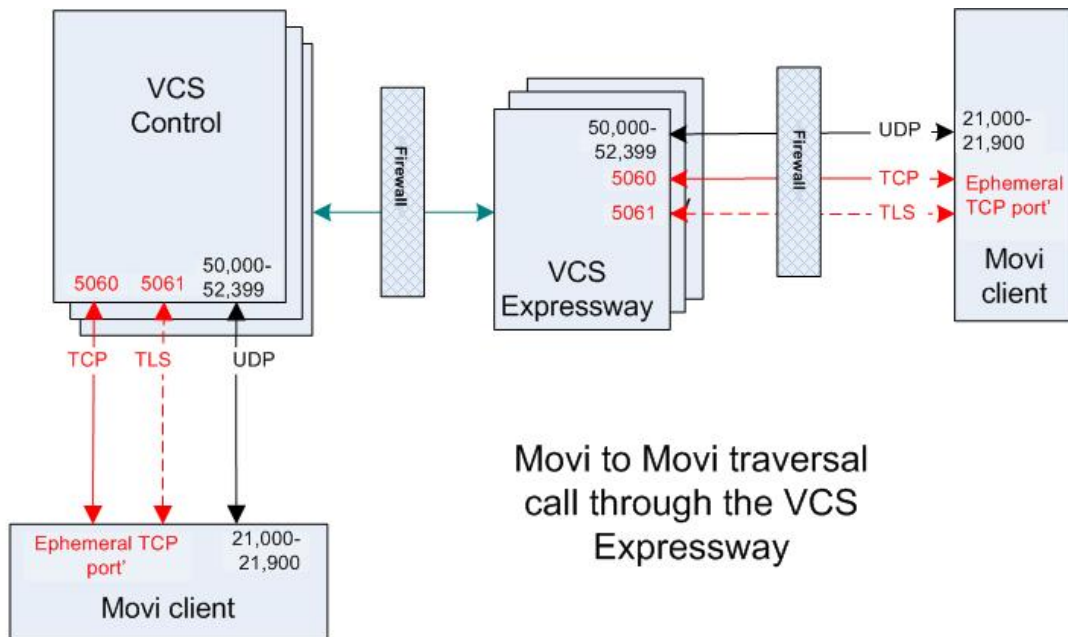 VCS
Control
5060
5061
50,000-
52,399
Firewall
50,000-
52,399
5060
5061
VCS
Expressway
Firewall
UDP
TCP
TLS
21,000-
21,900
Ephemeral
TCP port'
Movi
client
TCP
TLS
UDP
Ephemeral TCP
port'
21,000-
21,900
Movi client
Movi to Movi traversal
call through the VCS
Expressway